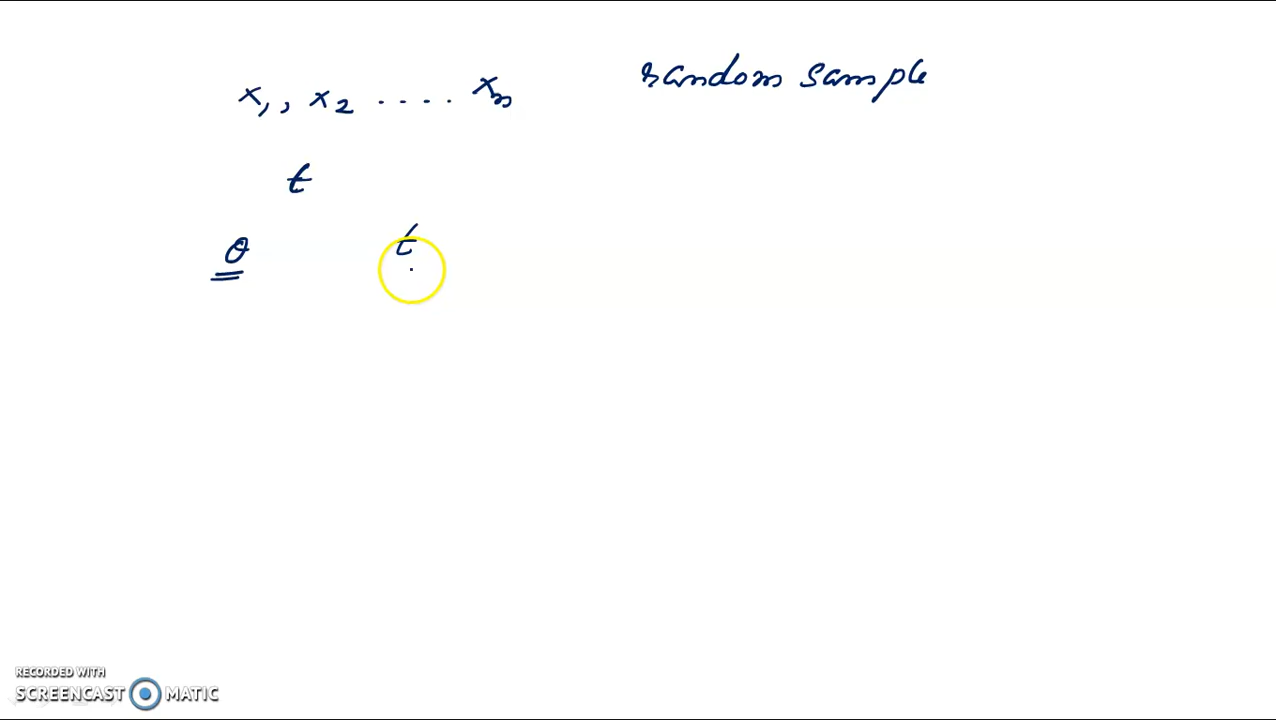 x₁, x₂ .... xₙ random sample
t
θ t
RECORDED WITH
SCREENCAST MATIC